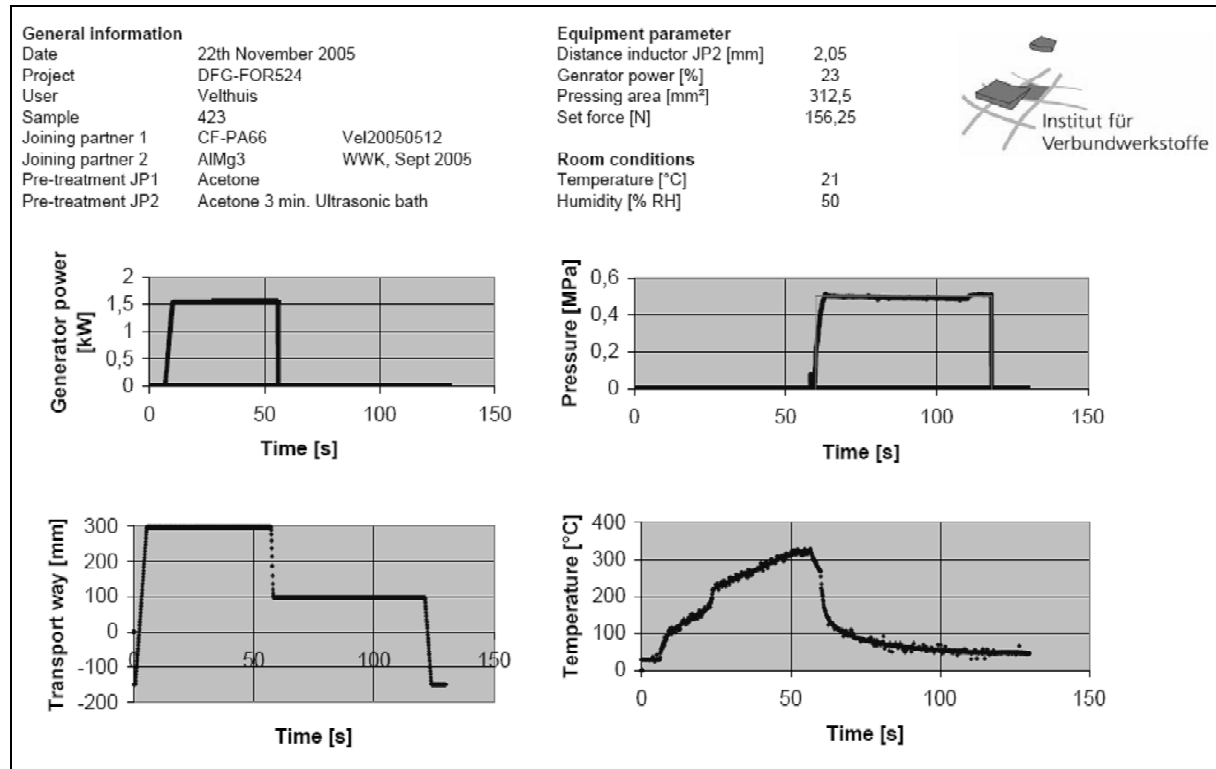 General information
Date 22th November 2005
Project DFG-FOR524
User Velthuis
Sample 423
Joining partner 1 CF-PA66 Vel20050512
Joining partner 2 AlMg3 WWK, Sept 2005
Pre-treatment JP1 Acetone
Pre-treatment JP2 Acetone 3 min. Ultrasonic bath
Equipment parameter
Distance inductor JP2 [mm] 2,05
Genrator power [%] 23
Pressing area [mm²] 312,5
Set force [N] 156,25
Room conditions
Temperature [°C] 21
Humidity [% RH] 50
Institut für
Verbundwerkstoffe
Generator power
[kW]
2
1,5
1
0,5
0
0 50 100 150
Time [s]
Pressure [MPa]
0,6
0,4
0,2
0
0 50 100 150
Time [s]
Transport way [mm]
300
200
100
0
-100
-200
50 100 150
Time [s]
Temperature [°C]
400
300
200
100
0
0 50 100 150
Time [s]